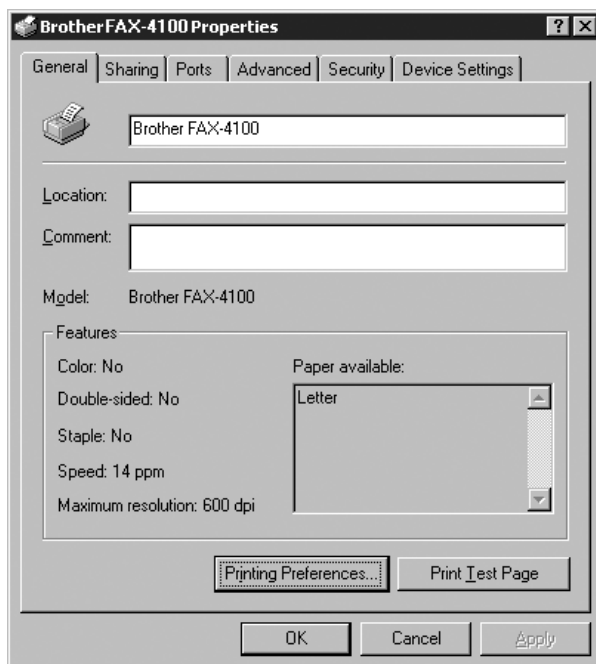 BrotherFAX-4100 Properties
General Sharing Ports Advanced Security Device Settings
Brother FAX-4100
Location:
Comment:
Model: Brother FAX-4100
Features
Color: No
Paper available:
Double-sided: No
Letter
Staple: No
Speed: 14 ppm
Maximum resolution: 600 dpi
Printing Preferences... Print Test Page
OK Cancel Apply